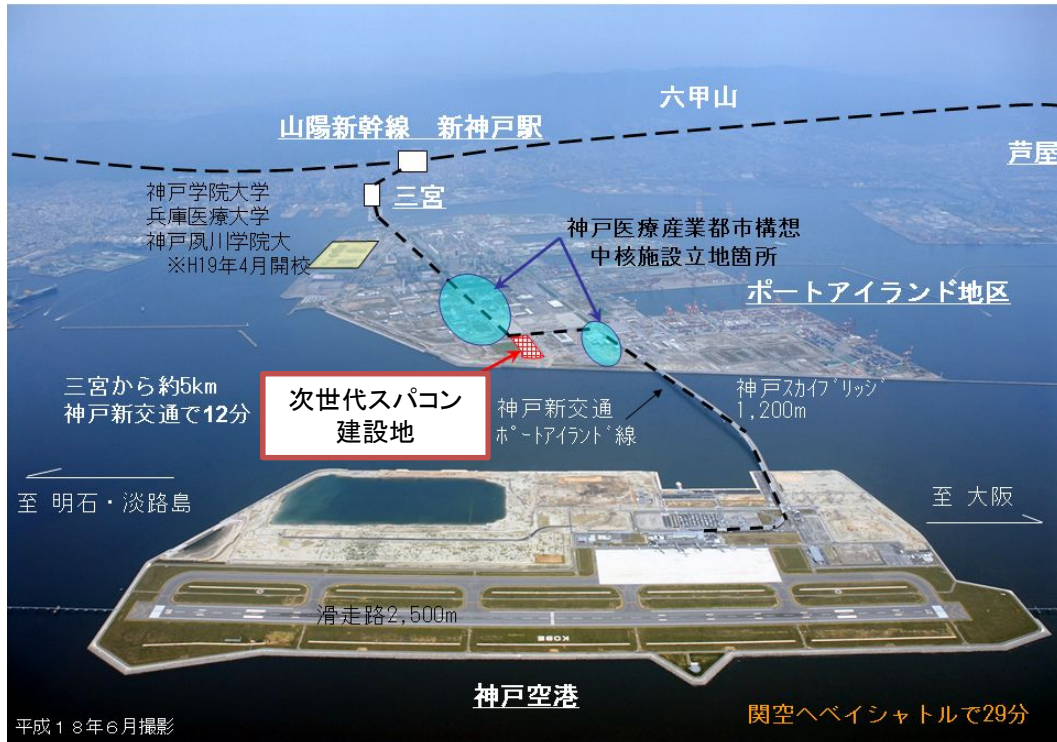 六甲山
山陽新幹線　新神戸駅
芦屋
三宮
神戸学院大学
兵庫医療大学
神戸夙川学院大
※H19年4月開校
神戸医療産業都市構想
中核施設立地箇所
ポートアイランド地区
三宮から約5km
神戸新交通で12分
次世代スパコン
建設地
神戸新交通
ﾎﾟｰﾄｱｲﾗﾝﾄﾞ線
神戸ｽｶｲﾌﾞﾘｯｼﾞ
1,200m
至 明石・淡路島
至 大阪
滑走路2,500m
KOBE
神戸空港
平成１８年６月撮影
関空へベイシャトルで29分